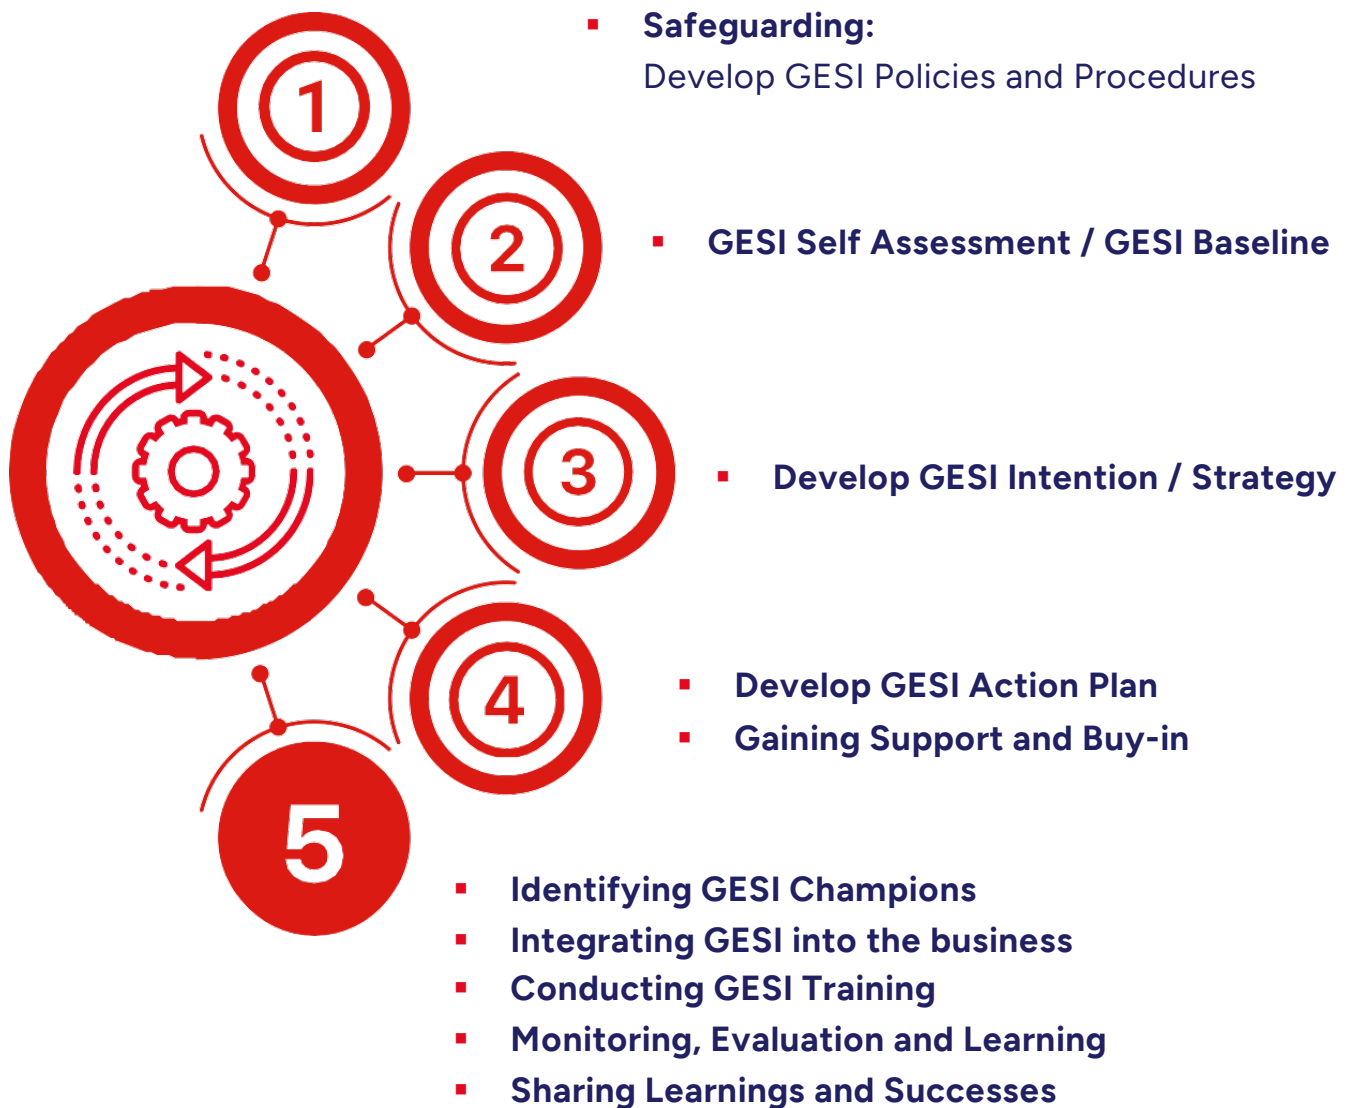 1
▪ Safeguarding:
Develop GESI Policies and Procedures
2
▪ GESI Self Assessment / GESI Baseline
3
▪ Develop GESI Intention / Strategy
4
▪ Develop GESI Action Plan
▪ Gaining Support and Buy-in
5
▪ Identifying GESI Champions
▪ Integrating GESI into the business
▪ Conducting GESI Training
▪ Monitoring, Evaluation and Learning
▪ Sharing Learnings and Successes